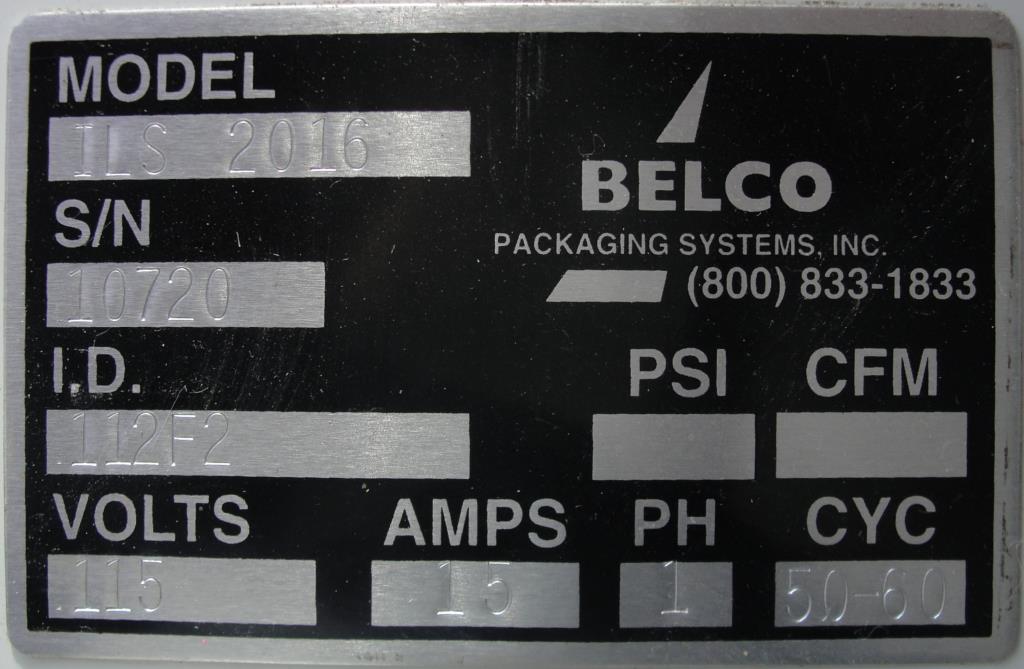 MODEL
ILS 2016
S/N
10720
BELCO
PACKAGING SYSTEMS, INC.
(800) 833-1833
I.D.
112F2
PSI
CFM
VOLTS
115
AMPS
15
PH
1
CYC
50-60